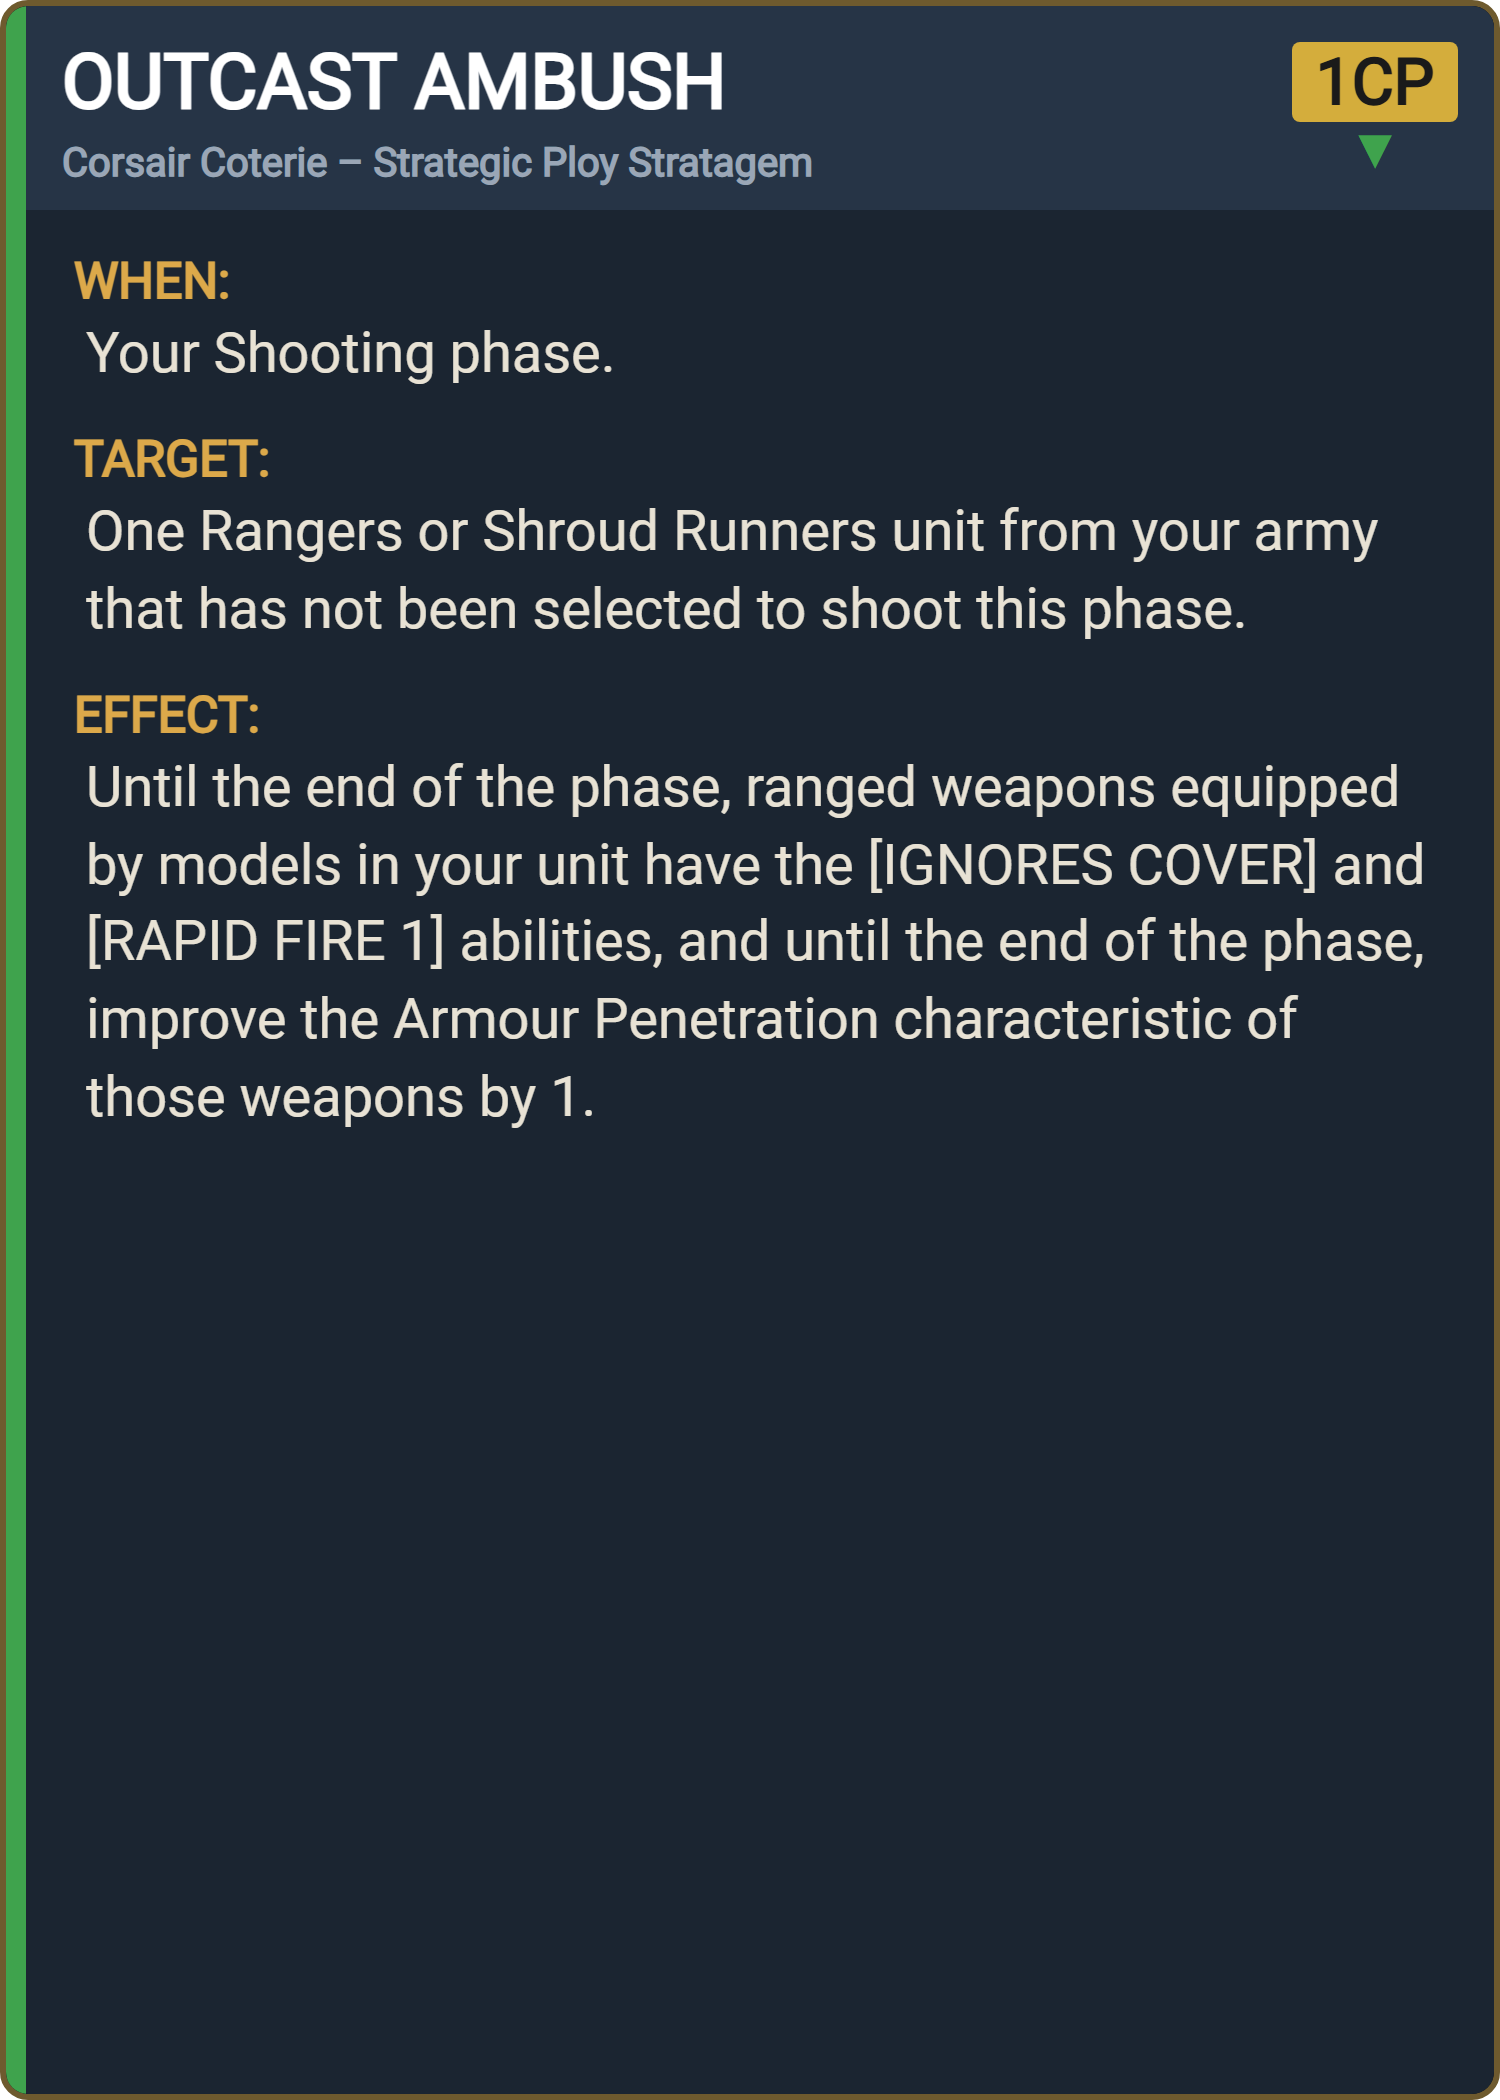 OUTCAST AMBUSH
1CP
Corsair Coterie – Strategic Ploy Stratagem
WHEN:
Your Shooting phase.
TARGET:
One Rangers or Shroud Runners unit from your army
that has not been selected to shoot this phase.
EFFECT:
Until the end of the phase, ranged weapons equipped
by models in your unit have the [IGNORES COVER] and
[RAPID FIRE 1] abilities, and until the end of the phase,
improve the Armour Penetration characteristic of
those weapons by 1.